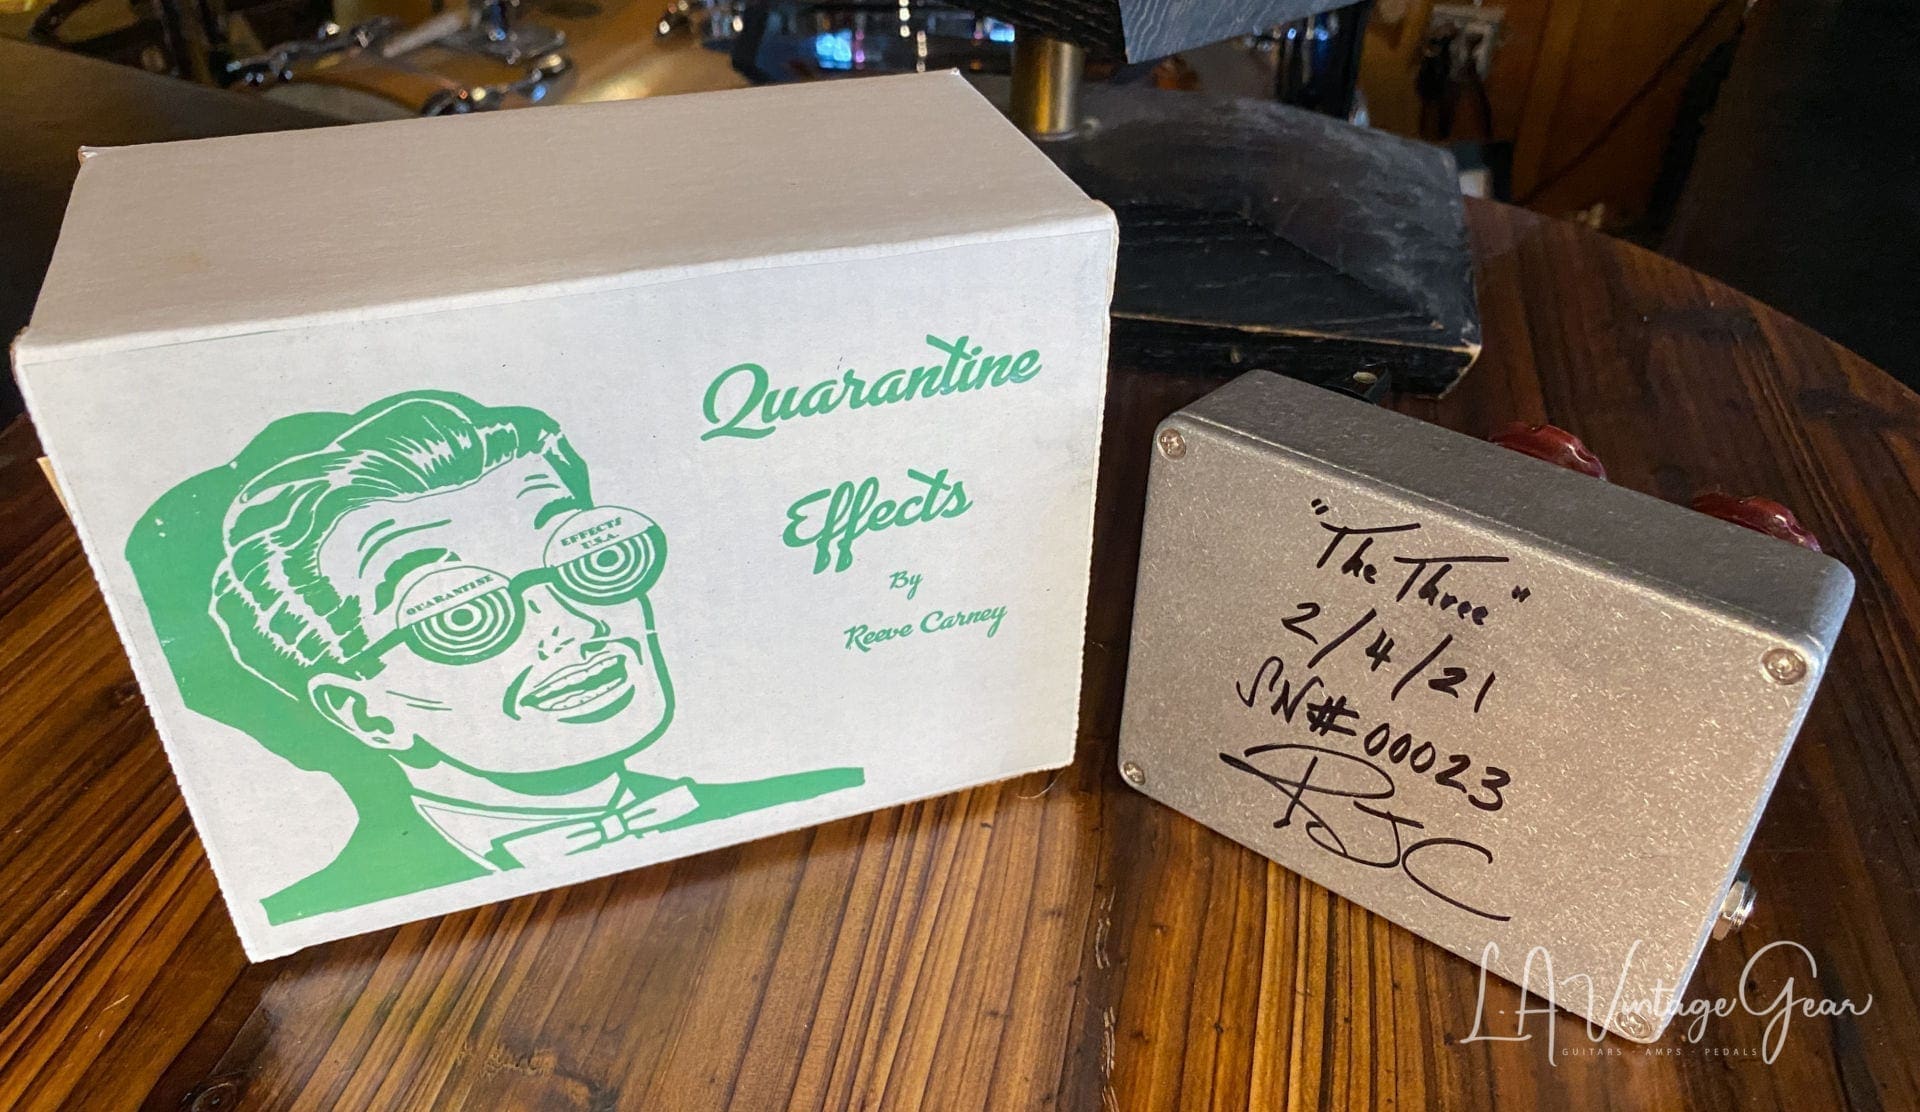 Quarantine
Effects
By
Reeve Carney
QUARANTINE
EFFECTS
U.S.A.
"The Three"
2/4/21
SN#00023
RJC
L.A Vintage Gear
GUITARS - AMPS - PEDALS